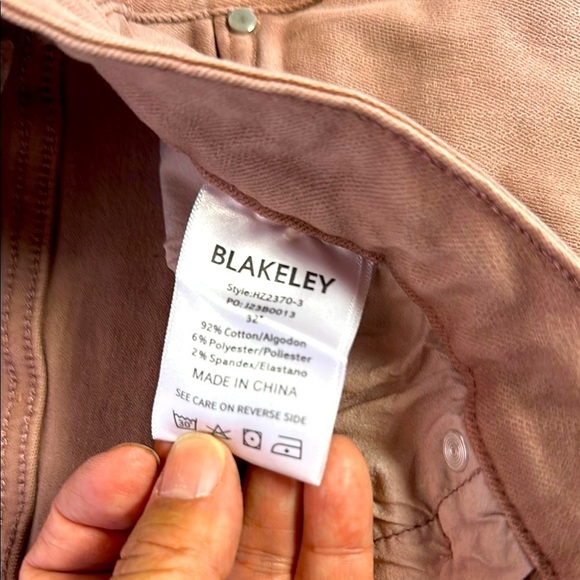 BLAKELEY
Style:HZ2370-3
PO:J23B0013
32"
92% Cotton/Algodon
6% Polyester/Poliester
2% Spandex/Elastano
MADE IN CHINA
SEE CARE ON REVERSE SIDE
30°